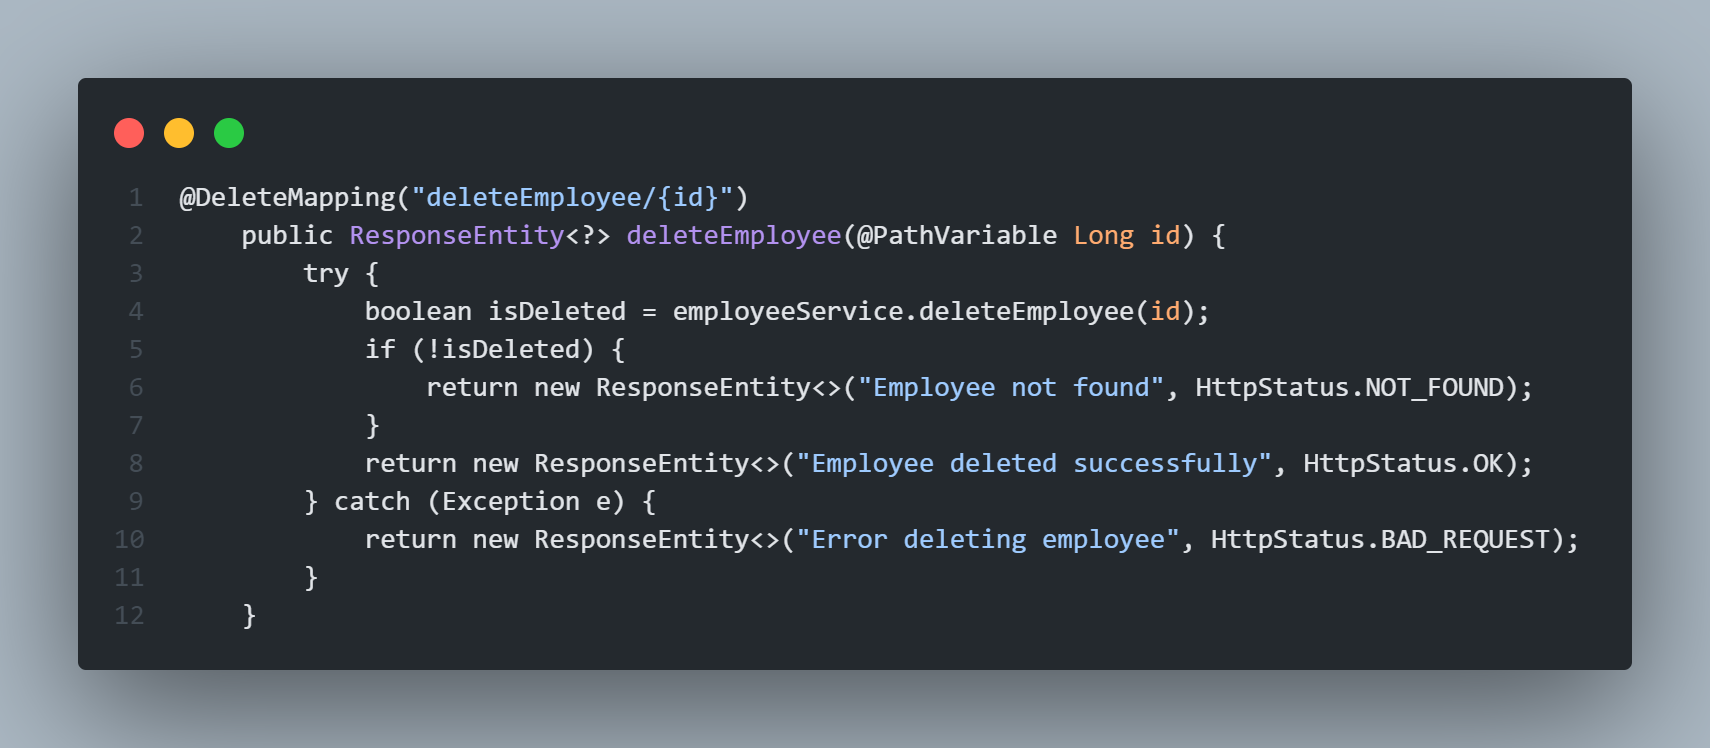 1 @DeleteMapping("deleteEmployee/{id}")
2     public ResponseEntity<?> deleteEmployee(@PathVariable Long id) {
3         try {
4             boolean isDeleted = employeeService.deleteEmployee(id);
5             if (!isDeleted) {
6                 return new ResponseEntity<>("Employee not found", HttpStatus.NOT_FOUND);
7             }
8             return new ResponseEntity<>("Employee deleted successfully", HttpStatus.OK);
9         } catch (Exception e) {
10             return new ResponseEntity<>("Error deleting employee", HttpStatus.BAD_REQUEST);
11         }
12     }